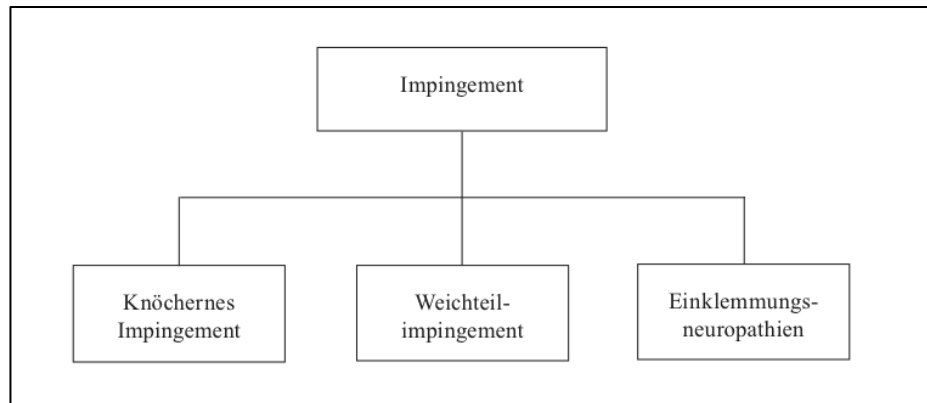 Impingement
Knöchernes
Impingement
Weichteil-
impingement
Einklemmungs-
neuropathien